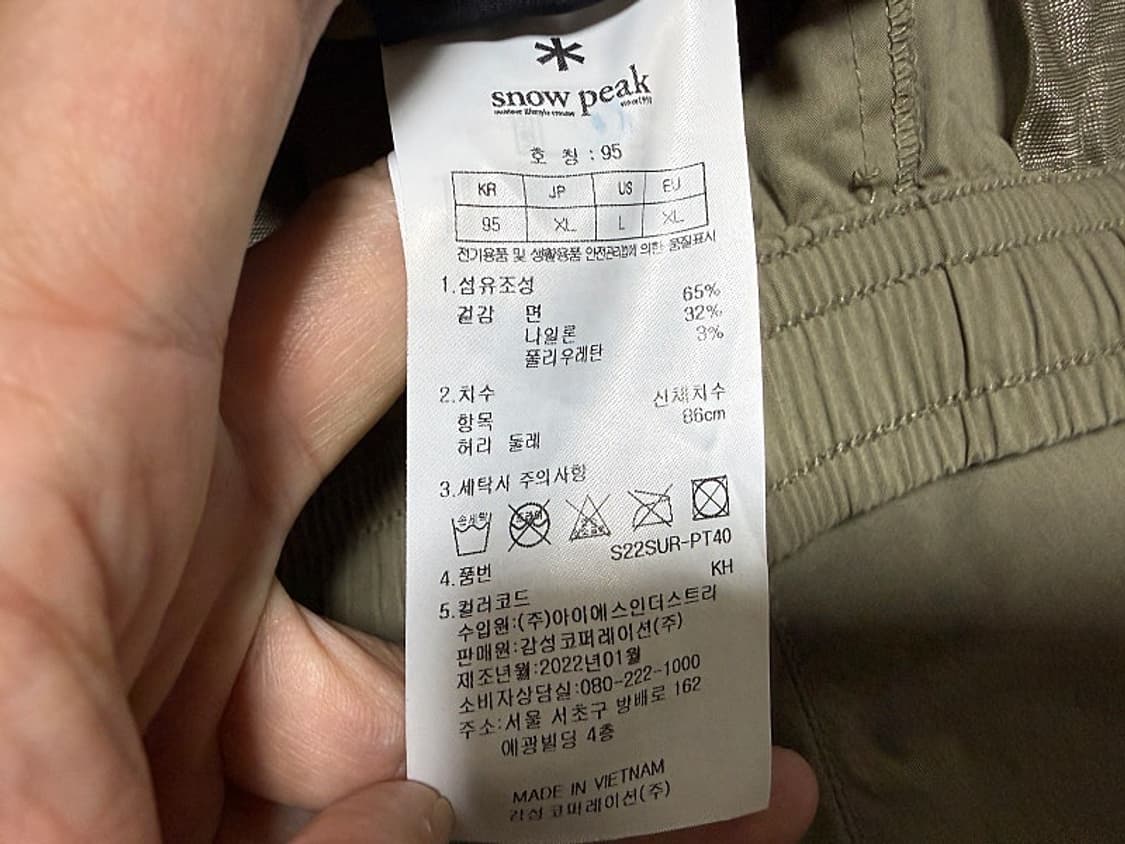 snow peak
호 칭 : 95
KR JP US EU
95 XL L XL
전기용품 및 생활용품 안전관리법에 의한 품질표시
1.섬유조성
겉감 면 65%
나일론 32%
폴리우레탄 3%
2.치수
항목 신체치수
허리 둘레 86cm
3.세탁시 주의사항
손세탁 드라이
4.품번 S22SUR-PT40
5.컬러코드 KH
수입원:(주)아이에스인더스트리
판매원:감성코퍼레이션(주)
제조년월:2022년01월
소비자상담실:080-222-1000
주소:서울 서초구 방배로 162
에광빌딩 4층
MADE IN VIETNAM
감성코퍼레이션(주)